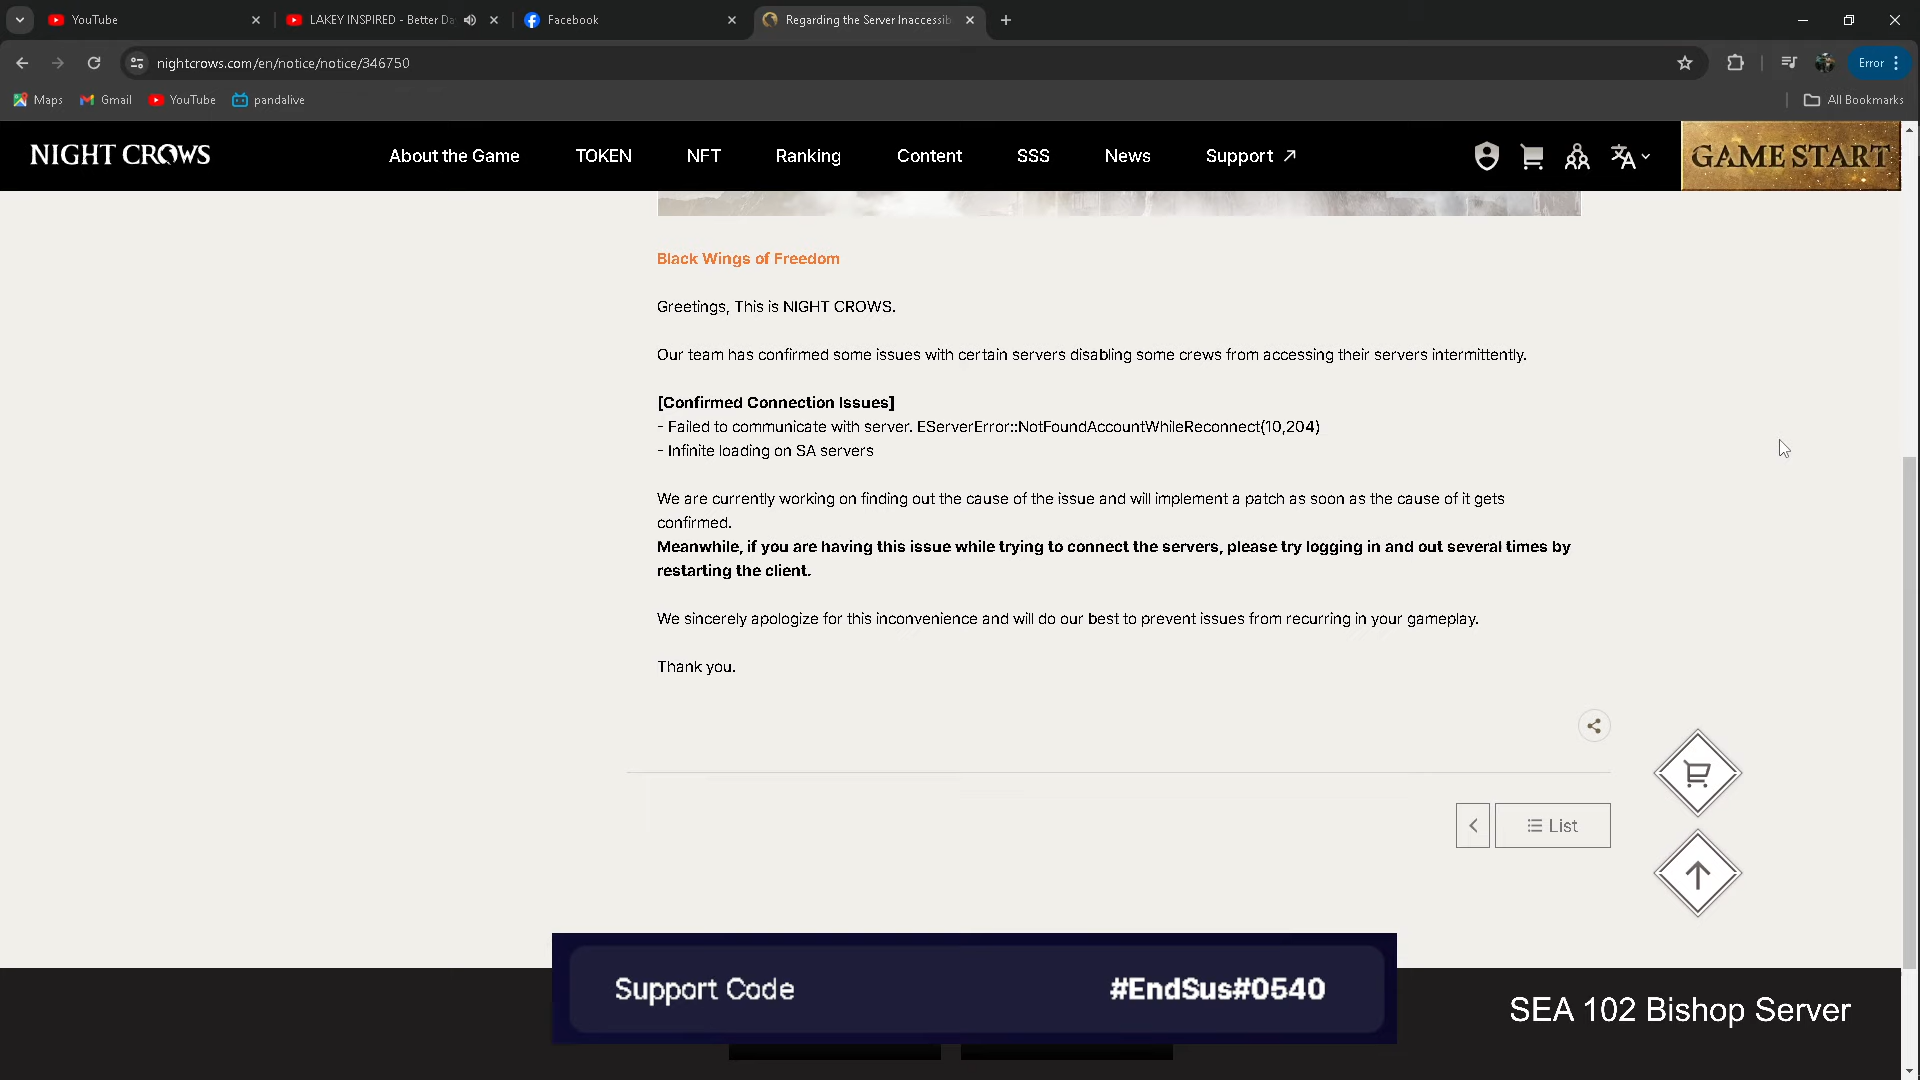 YouTube
LAKEY INSPIRED - Better Da
Facebook
Regarding the Server Inaccessib
nightcrows.com/en/notice/notice/346750
Error
Maps
Gmail
YouTube
pandalive
All Bookmarks
NIGHT CROWS
About the Game
TOKEN
NFT
Ranking
Content
SSS
News
Support
GAME START
Black Wings of Freedom
Greetings, This is NIGHT CROWS.
Our team has confirmed some issues with certain servers disabling some crews from accessing their servers intermittently.
[Confirmed Connection Issues]
- Failed to communicate with server. EServerError::NotFoundAccountWhileReconnect(10,204)
- Infinite loading on SA servers
We are currently working on finding out the cause of the issue and will implement a patch as soon as the cause of it gets
confirmed.
Meanwhile, if you are having this issue while trying to connect the servers, please try logging in and out several times by
restarting the client.
We sincerely apologize for this inconvenience and will do our best to prevent issues from recurring in your gameplay.
Thank you.
List
Support Code
#EndSus#0540
SEA 102 Bishop Server